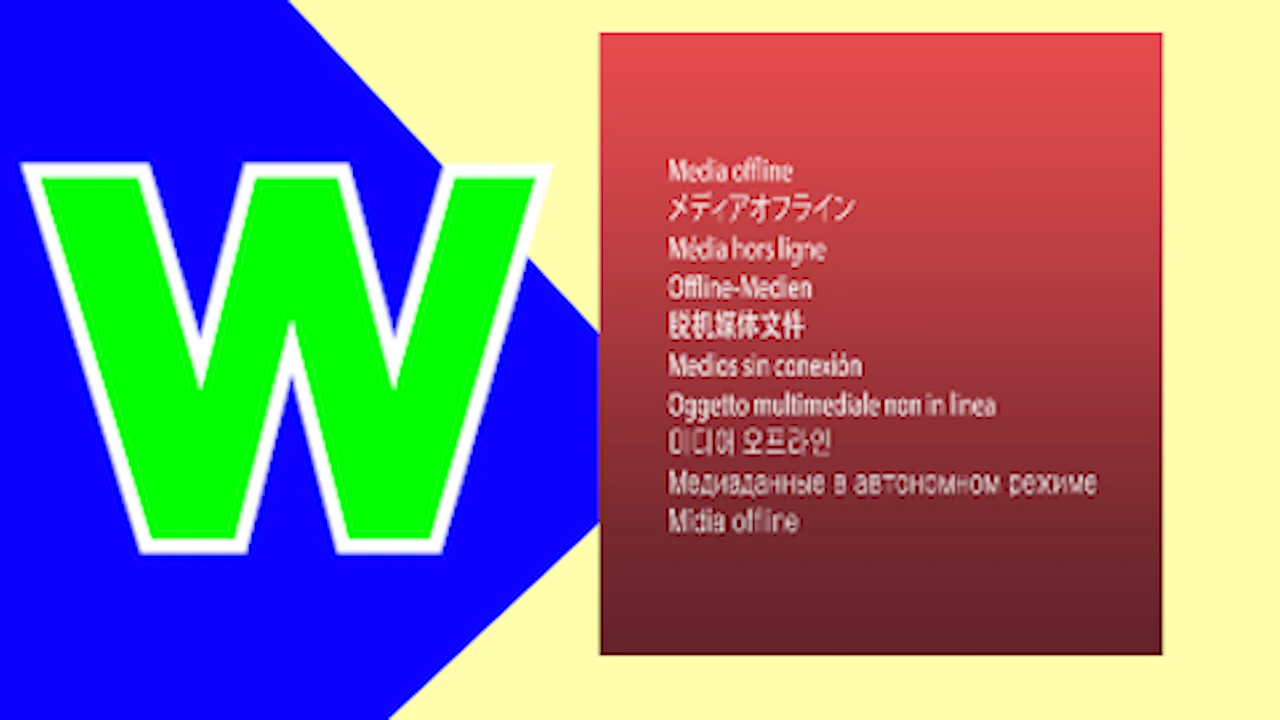 W
Media offline
メディアオフライン
Média hors ligne
Offline-Medien
脱机媒体文件
Medios sin conexión
Oggetto multimediale non in linea
미디어 오프라인
Медиаданные в автономном режиме
Mídia offline